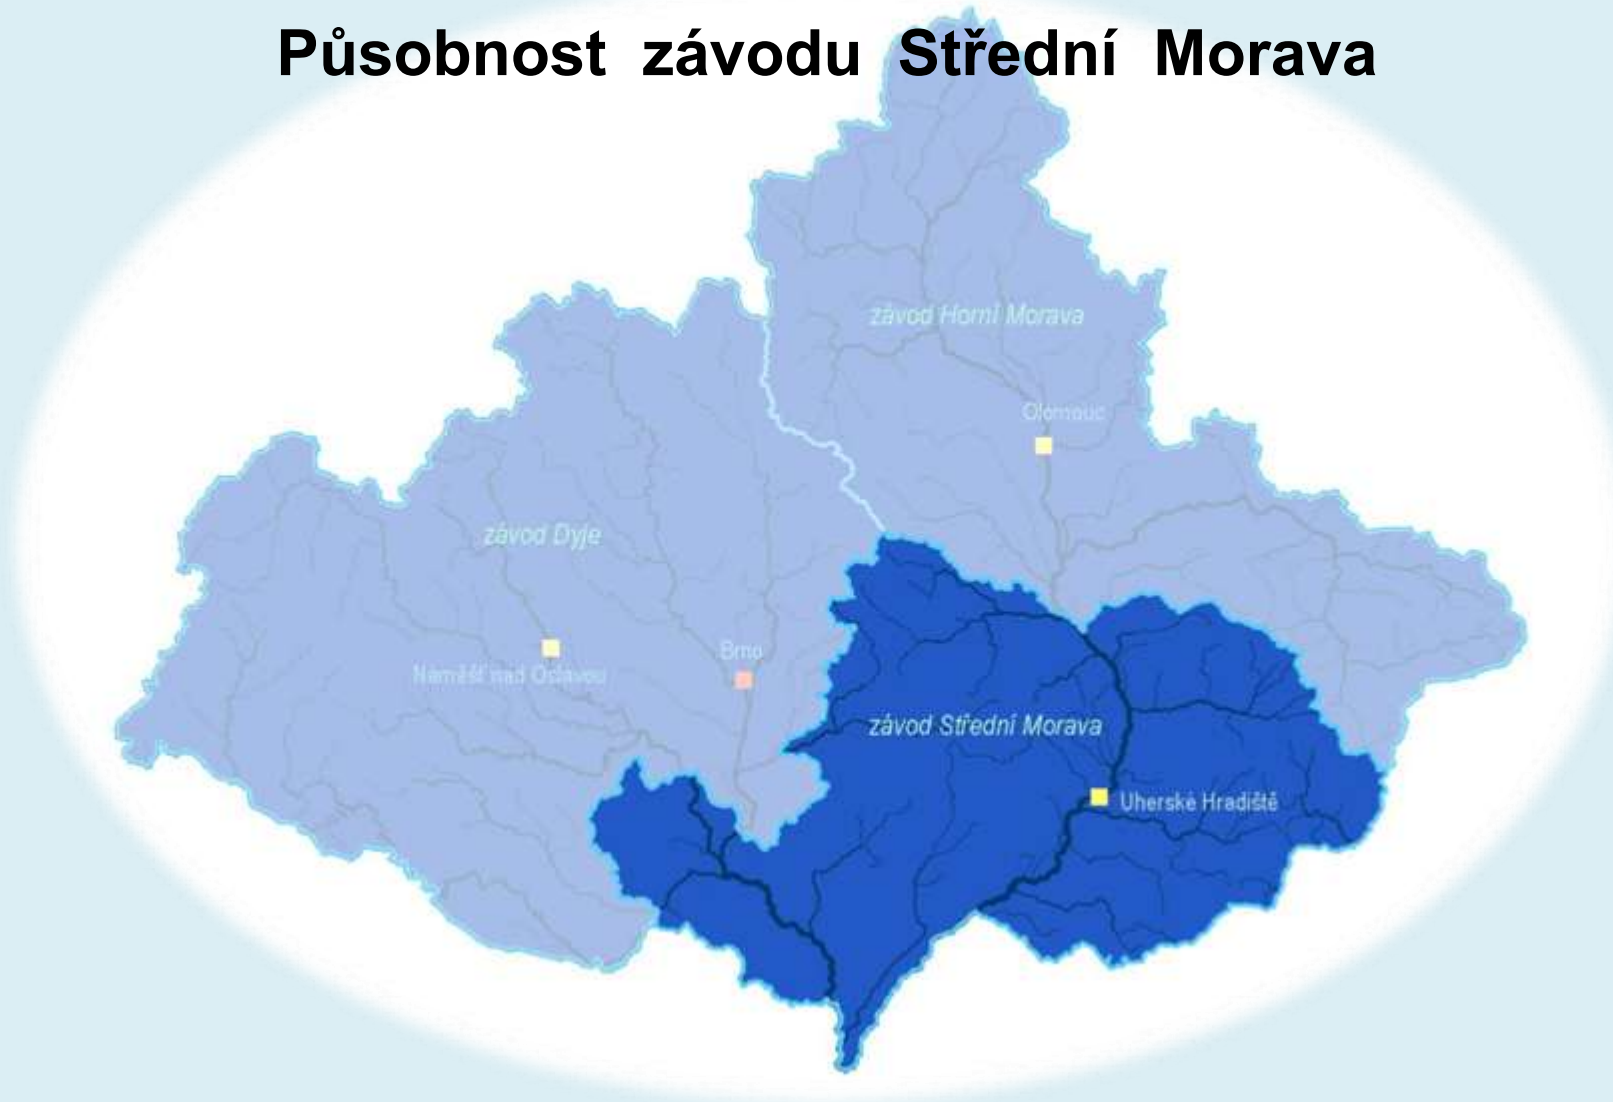 Působnost závodu Střední Morava
závod Horní Morava
Olomouc
závod Dyje
Brno
Náměšť nad Oslavou
závod Střední Morava
Uherské Hradiště